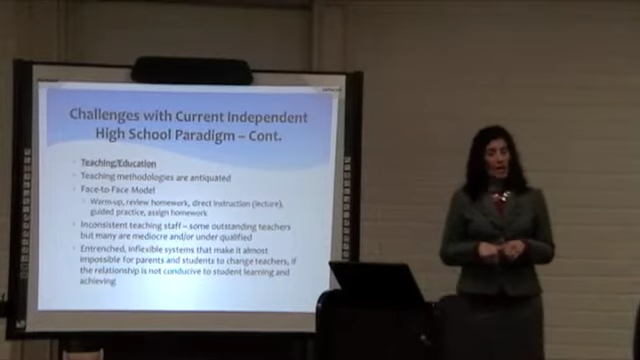 HITACHI
Challenges with Current Independent
High School Paradigm – Cont.
Teaching/Education
Teaching methodologies are antiquated
Face-to Face Model
Warm-up, review homework, direct instruction (lecture),
guided practice, assign homework
Inconsistent teaching staff – some outstanding teachers
but many are mediocre and/or under qualified
Entrenched, inflexible systems that make it almost
impossible for parents and students to change teachers, if
the relationship is not conducive to student learning and
achieving